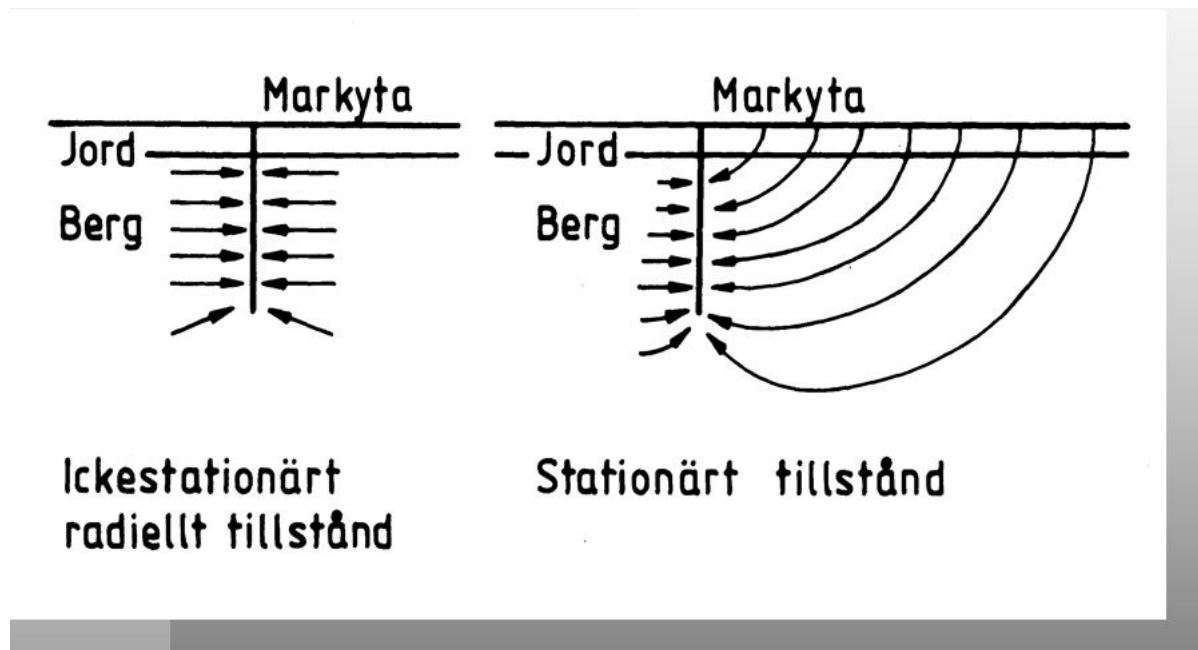 Markyta
Jord
Berg
Ickestationärt
radiellt tillstånd
Markyta
Jord
Berg
Stationärt tillstånd